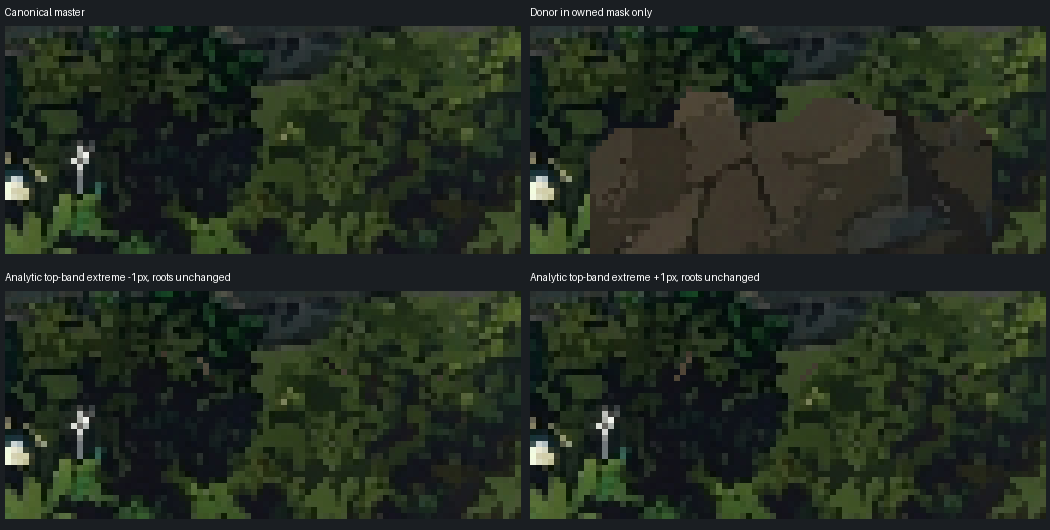 Canonical master
Donor in owned mask only
Analytic top-band extreme -1px, roots unchanged
Analytic top-band extreme +1px, roots unchanged